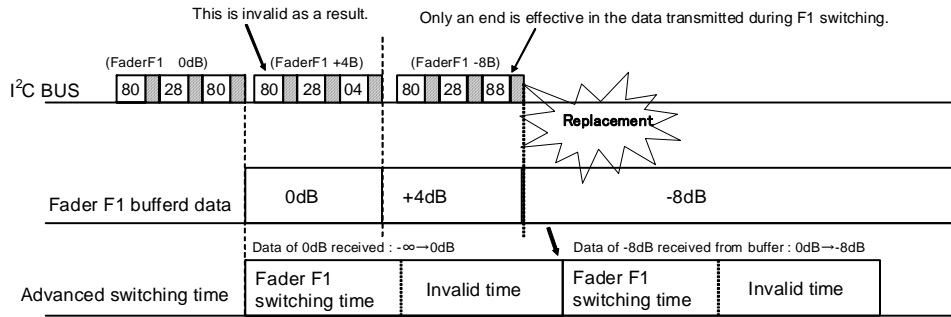 This is invalid as a result.
Only an end is effective in the data transmitted during F1 switching.
(FaderF1 0dB)
(FaderF1 +4B)
(FaderF1 -8B)
I²C BUS
80 28 80 80 28 04 80 28 88
Replacement
Fader F1 bufferd data
0dB
+4dB
-8dB
Data of 0dB received : -∞→0dB
Data of -8dB received from buffer : 0dB→-8dB
Advanced switching time
Fader F1
switching time
Invalid time
Fader F1
switching time
Invalid time